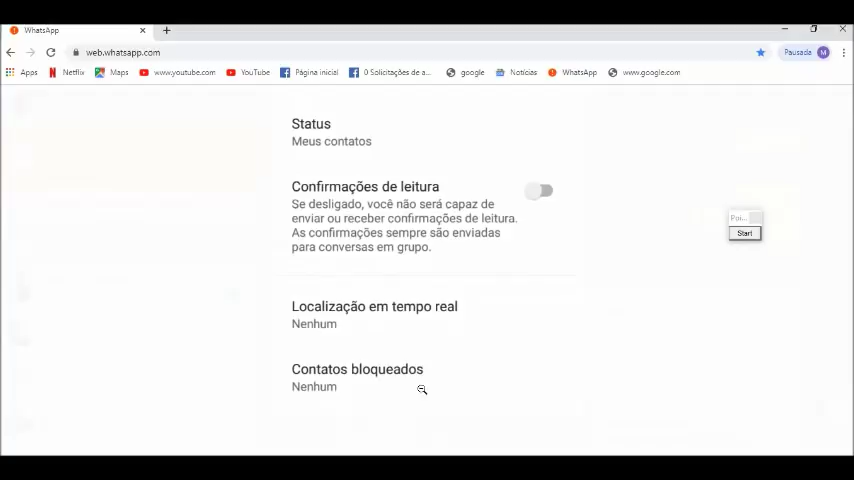 WhatsApp
web.whatsapp.com
Pausada M
Apps Netflix Maps www.youtube.com YouTube Página inicial 0 Solicitações de a... google Notícias WhatsApp www.google.com
Status
Meus contatos
Confirmações de leitura
Se desligado, você não será capaz de
enviar ou receber confirmações de leitura.
As confirmações sempre são enviadas
para conversas em grupo.
Start
Localização em tempo real
Nenhum
Contatos bloqueados
Nenhum